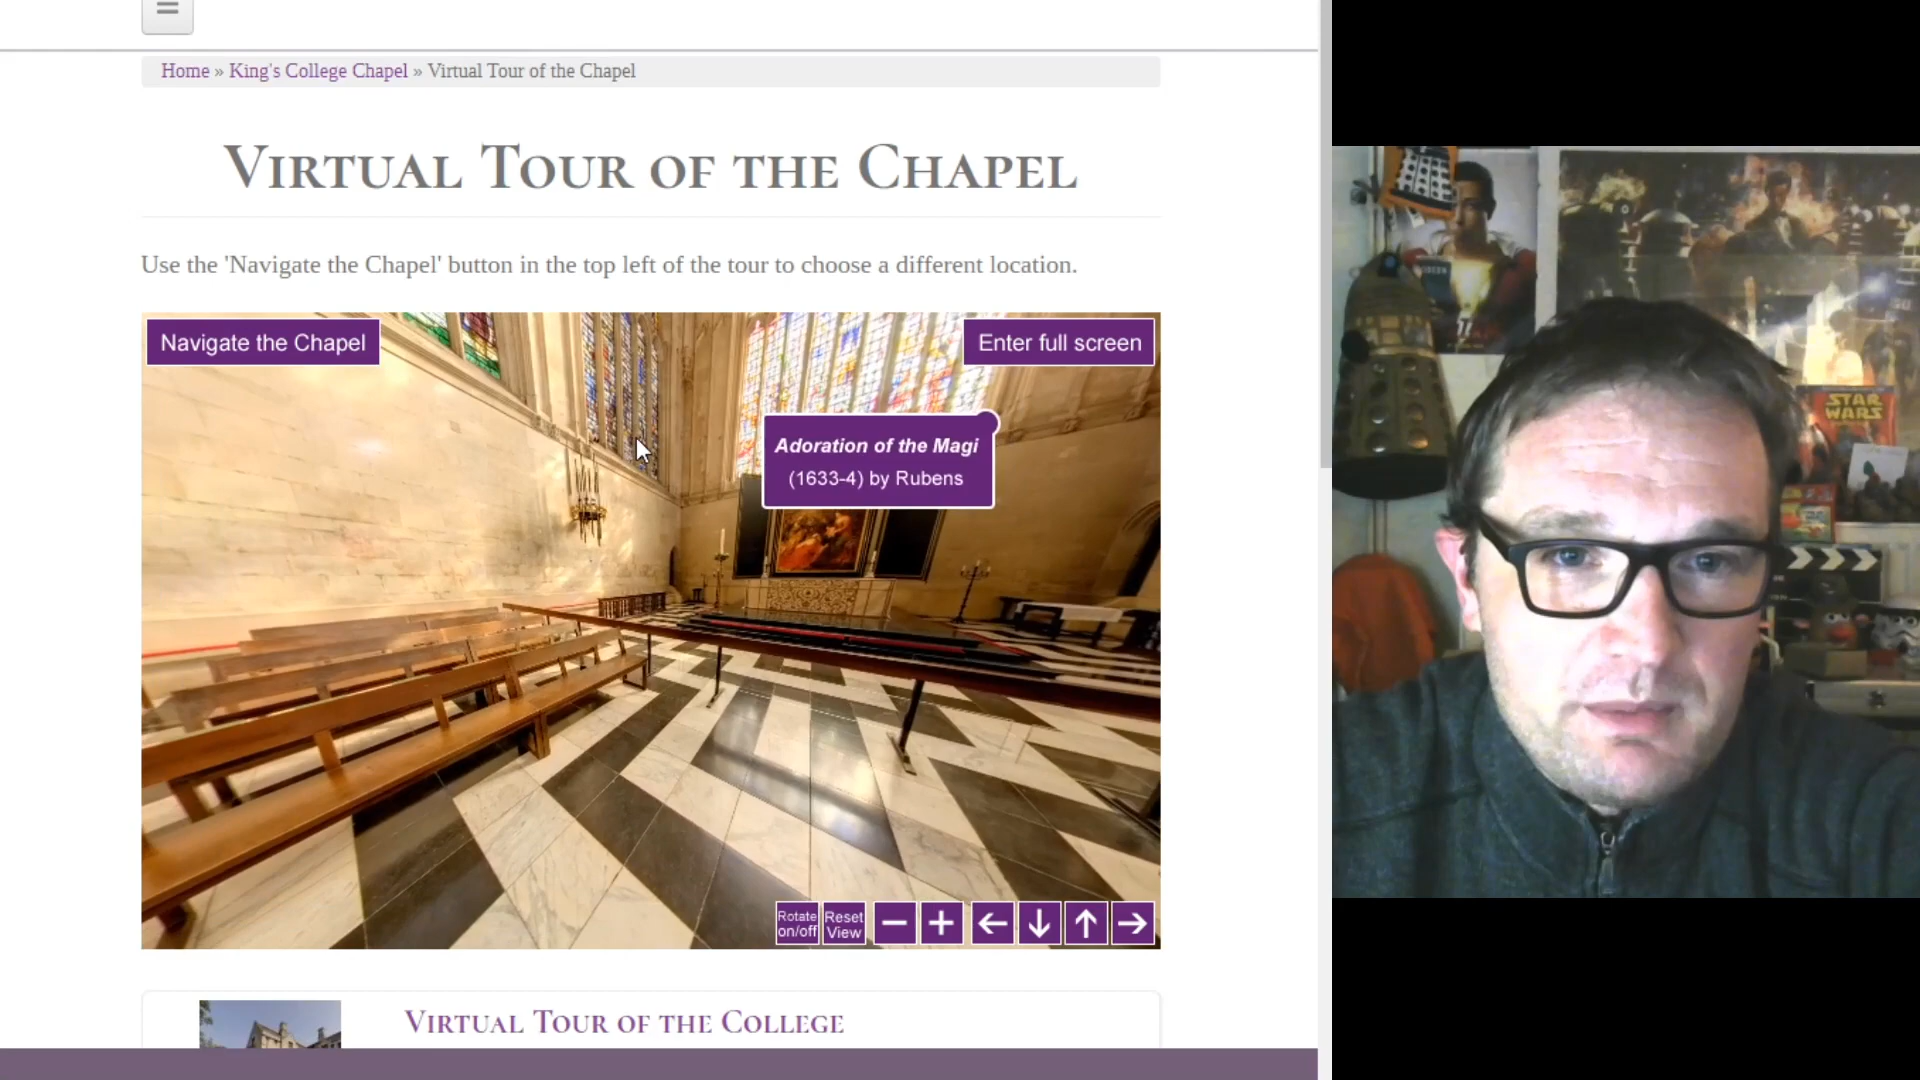 Home » King's College Chapel » Virtual Tour of the Chapel
Virtual Tour of the Chapel
Use the 'Navigate the Chapel' button in the top left of the tour to choose a different location.
Navigate the Chapel
Enter full screen
Adoration of the Magi
(1633-4) by Rubens
STAR
WARS
Rotate
on/off
Reset
View
Virtual Tour of the College